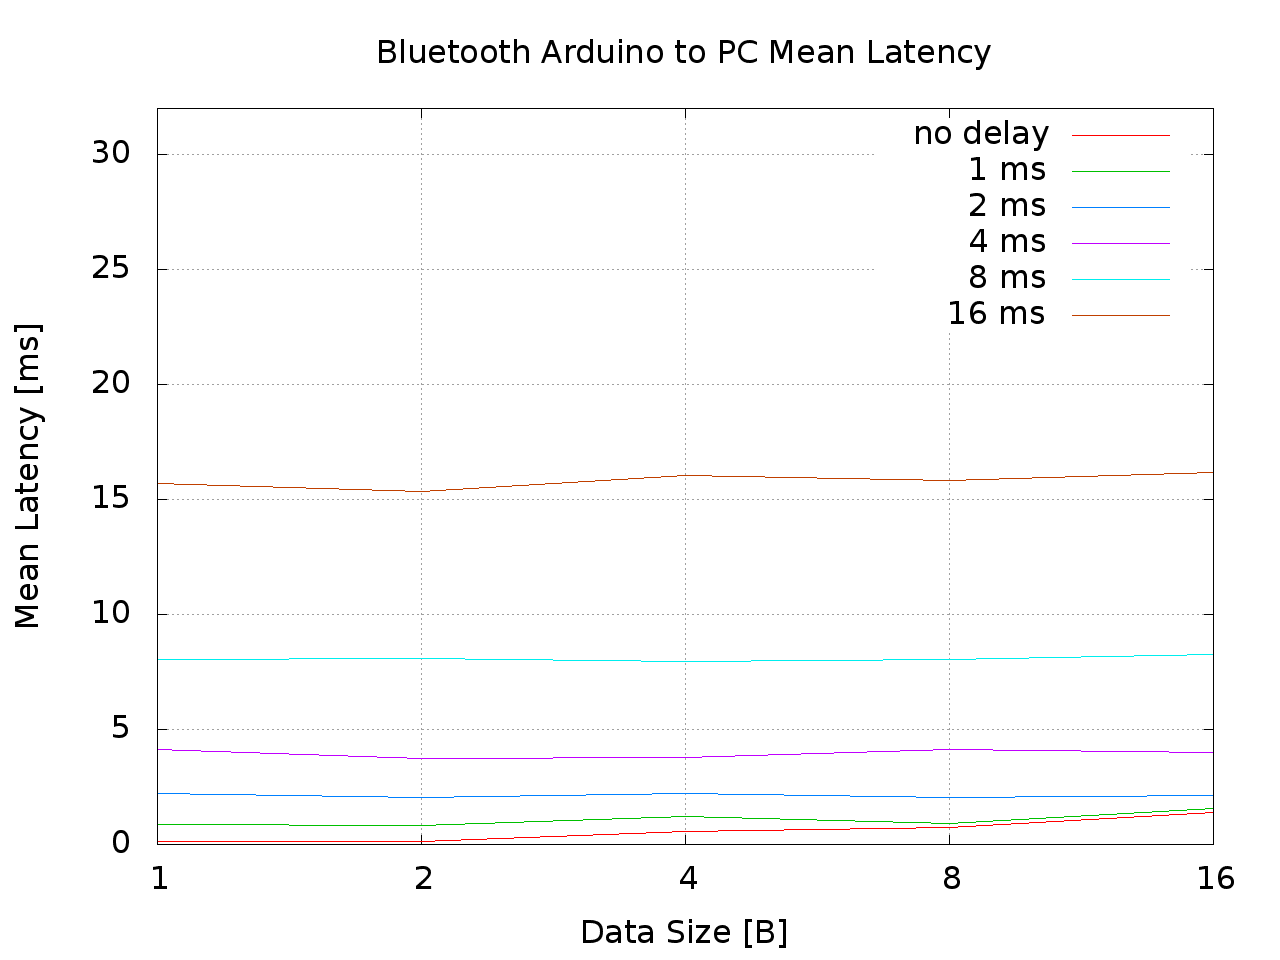 Bluetooth Arduino to PC Mean Latency
no delay
1 ms
2 ms
4 ms
8 ms
16 ms
30
25
20
15
10
5
0
Mean Latency [ms]
1 2 4 8 16
Data Size [B]